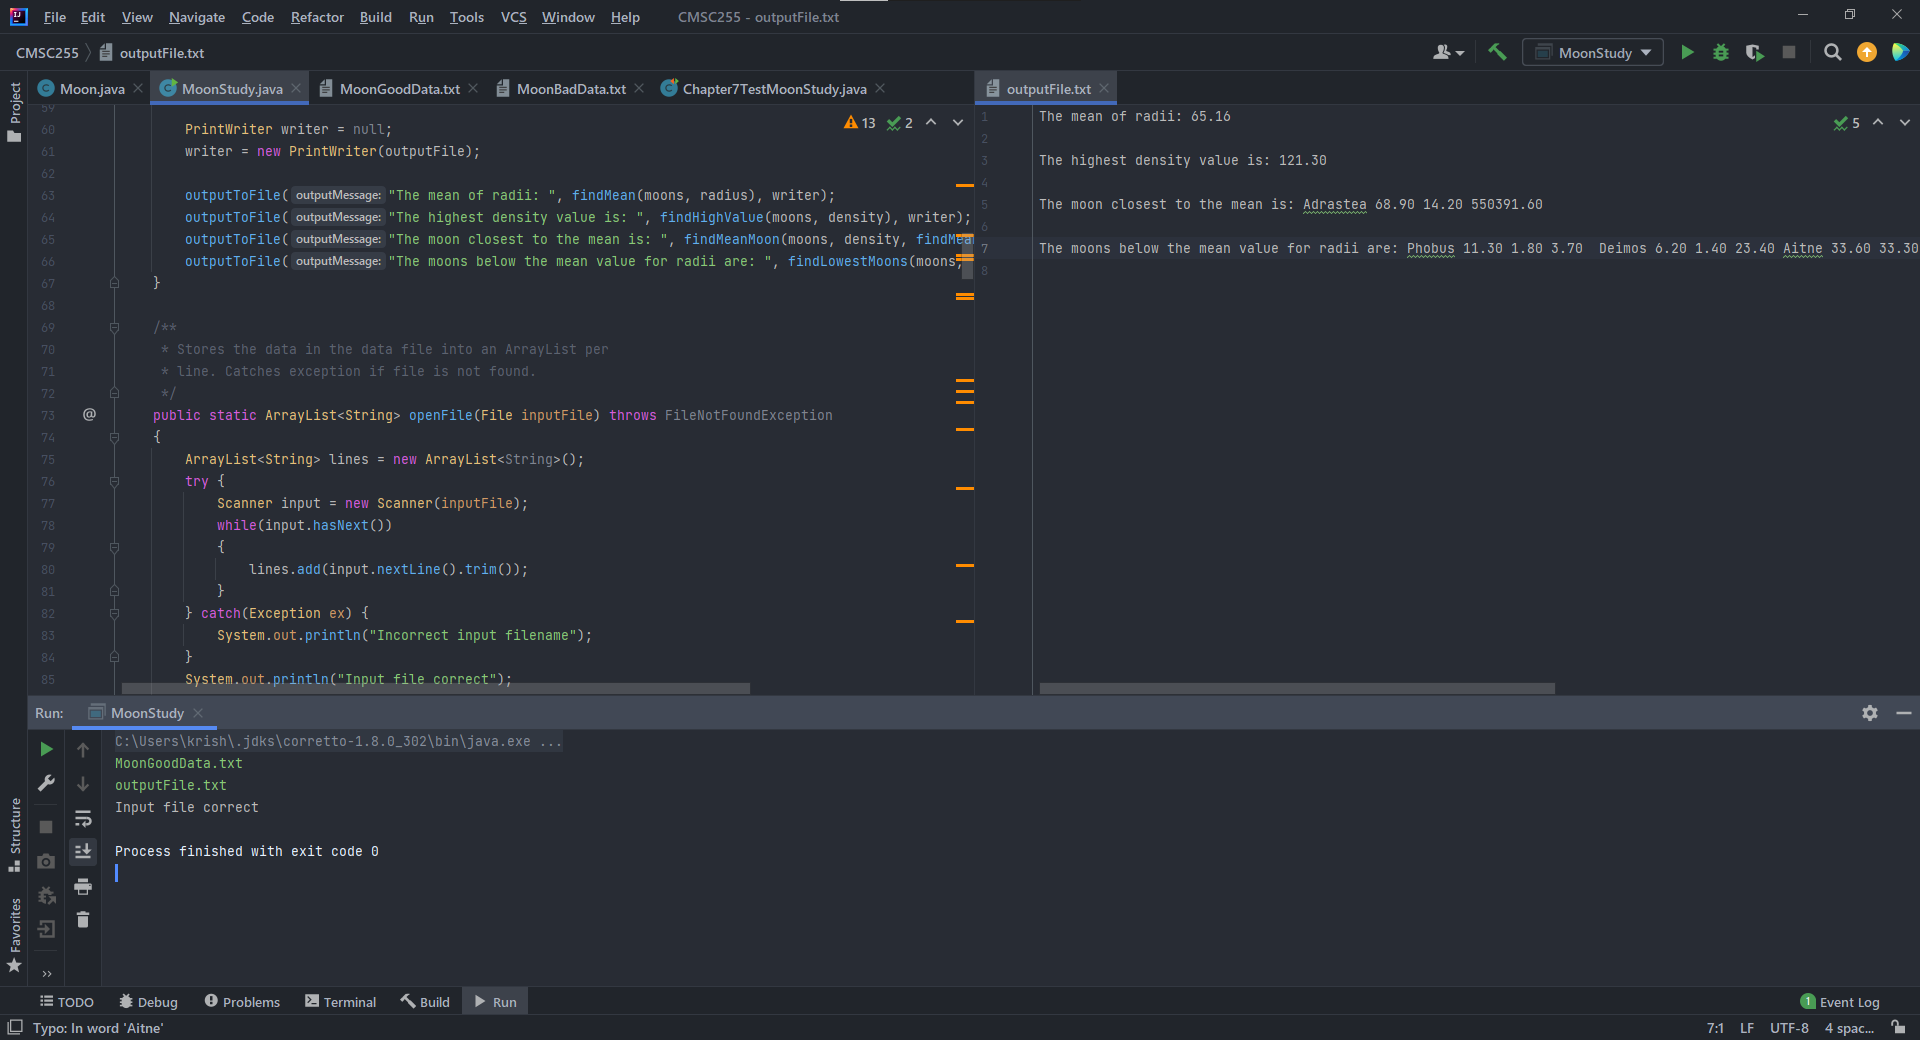 File Edit View Navigate Code Refactor Build Run Tools VCS Window Help CMSC255 - outputFile.txt
CMSC255 outputFile.txt MoonStudy
Project
Moon.java MoonStudy.java MoonGoodData.txt MoonBadData.txt Chapter7TestMoonStudy.java outputFile.txt
59
60 PrintWriter writer = null; 13 2
61 writer = new PrintWriter(outputFile);
62
63 outputToFile( outputMessage: "The mean of radii: ", findMean(moons, radius), writer);
64 outputToFile( outputMessage: "The highest density value is: ", findHighValue(moons, density), writer);
65 outputToFile( outputMessage: "The moon closest to the mean is: ", findMeanMoon(moons, density, findMean
66 outputToFile( outputMessage: "The moons below the mean value for radii are: ", findLowestMoons(moons,
67 }
68
69 /**
70 * Stores the data in the data file into an ArrayList per
71 * line. Catches exception if file is not found.
72 */
73 @ public static ArrayList<String> openFile(File inputFile) throws FileNotFoundException
74 {
75 ArrayList<String> lines = new ArrayList<String>();
76 try {
77 Scanner input = new Scanner(inputFile);
78 while(input.hasNext())
79 {
80 lines.add(input.nextLine().trim());
81 }
82 } catch(Exception ex) {
83 System.out.println("Incorrect input filename");
84 }
85 System.out.println("Input file correct");
1 The mean of radii: 65.16 5
2
3 The highest density value is: 121.30
4
5 The moon closest to the mean is: Adrastea 68.90 14.20 550391.60
6
7 The moons below the mean value for radii are: Phobus 11.30 1.80 3.70  Deimos 6.20 1.40 23.40 Aitne 33.60 33.30
8
Run: MoonStudy
C:\Users\krish\.jdks\corretto-1.8.0_302\bin\java.exe ...
MoonGoodData.txt
outputFile.txt
Input file correct
Process finished with exit code 0
Structure
Favorites
TODO Debug Problems Terminal Build Run 1 Event Log
Typo: In word 'Aitne' 7:1 LF UTF-8 4 spac...